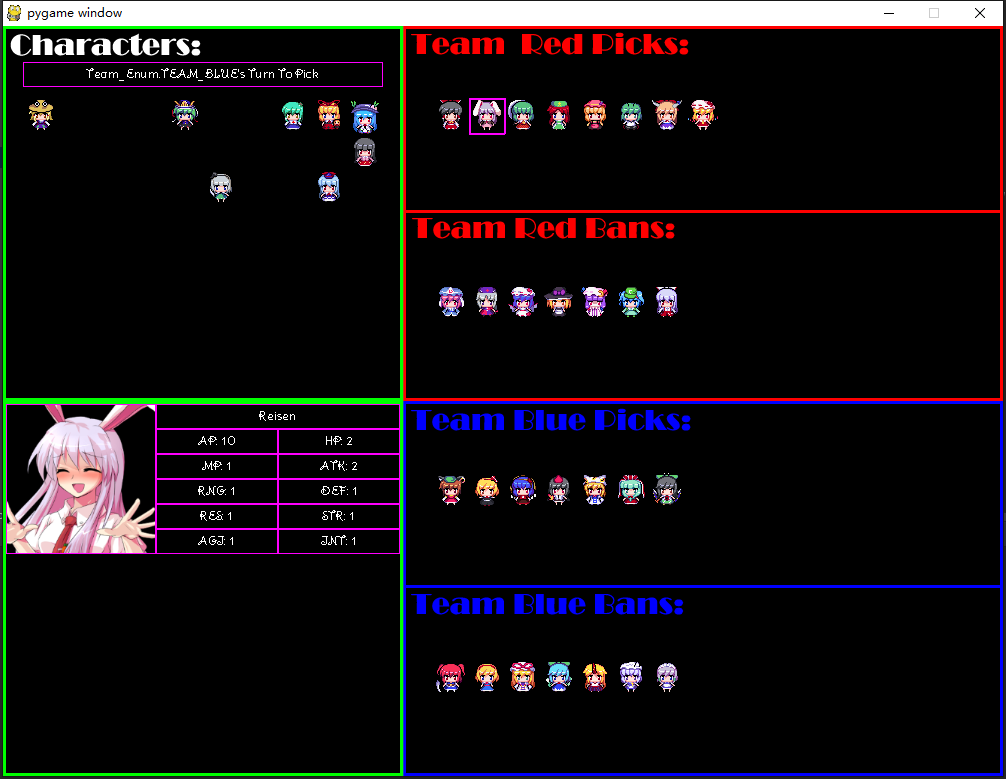 pygame window
Characters:
Team_Enum.TEAM_BLUE's Turn To Pick
Team Red Picks:
Team Red Bans:
Reisen
AP: 10
HP: 2
MP: 1
ATK: 2
RNG: 1
DEF: 1
RES: 1
STR: 1
AGI: 1
INT: 1
Team Blue Picks:
Team Blue Bans: